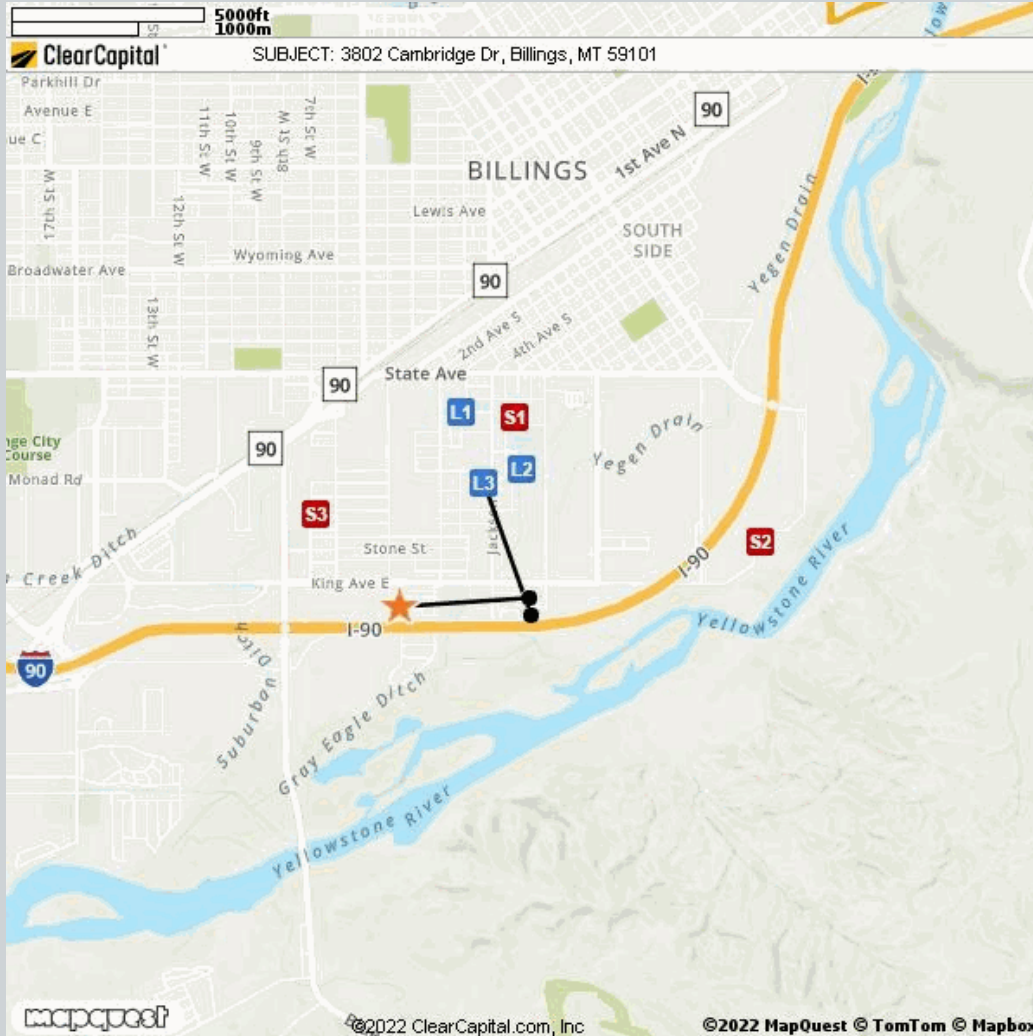 5000ft
1000m
ClearCapital
SUBJECT: 3802 Cambridge Dr, Billings, MT 59101
Parkhill Dr
Avenue E
ue C
17th St W
11th St W
10th St W
9th St W
8th St W
7th St W
12th St W
90
1st Ave N
BILLINGS
Lewis Ave
SOUTH
SIDE
Yegen Drain
Wyoming Ave
Broadwater Ave
90
13th St W
2nd Ave S
4th Ave S
State Ave
90
L1
S1
nge City
Course
90
Yegen Drain
Monad Rd
L2
L3
S3
Stone St
S2
Creek Ditch
King Ave E
I-90
I-90
Yellowstone River
90
Suburban Ditch
Gray Eagle Ditch
Yellowstone River
mapquest
©2022 ClearCapital.com, Inc
©2022 MapQuest © TomTom © Mapbox